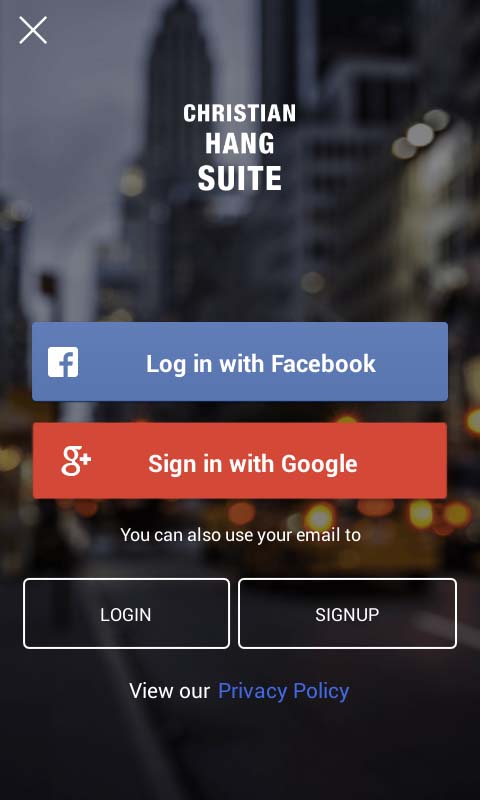 CHRISTIAN
HANG
SUITE
Log in with Facebook
Sign in with Google
You can also use your email to
LOGIN
SIGNUP
View our Privacy Policy